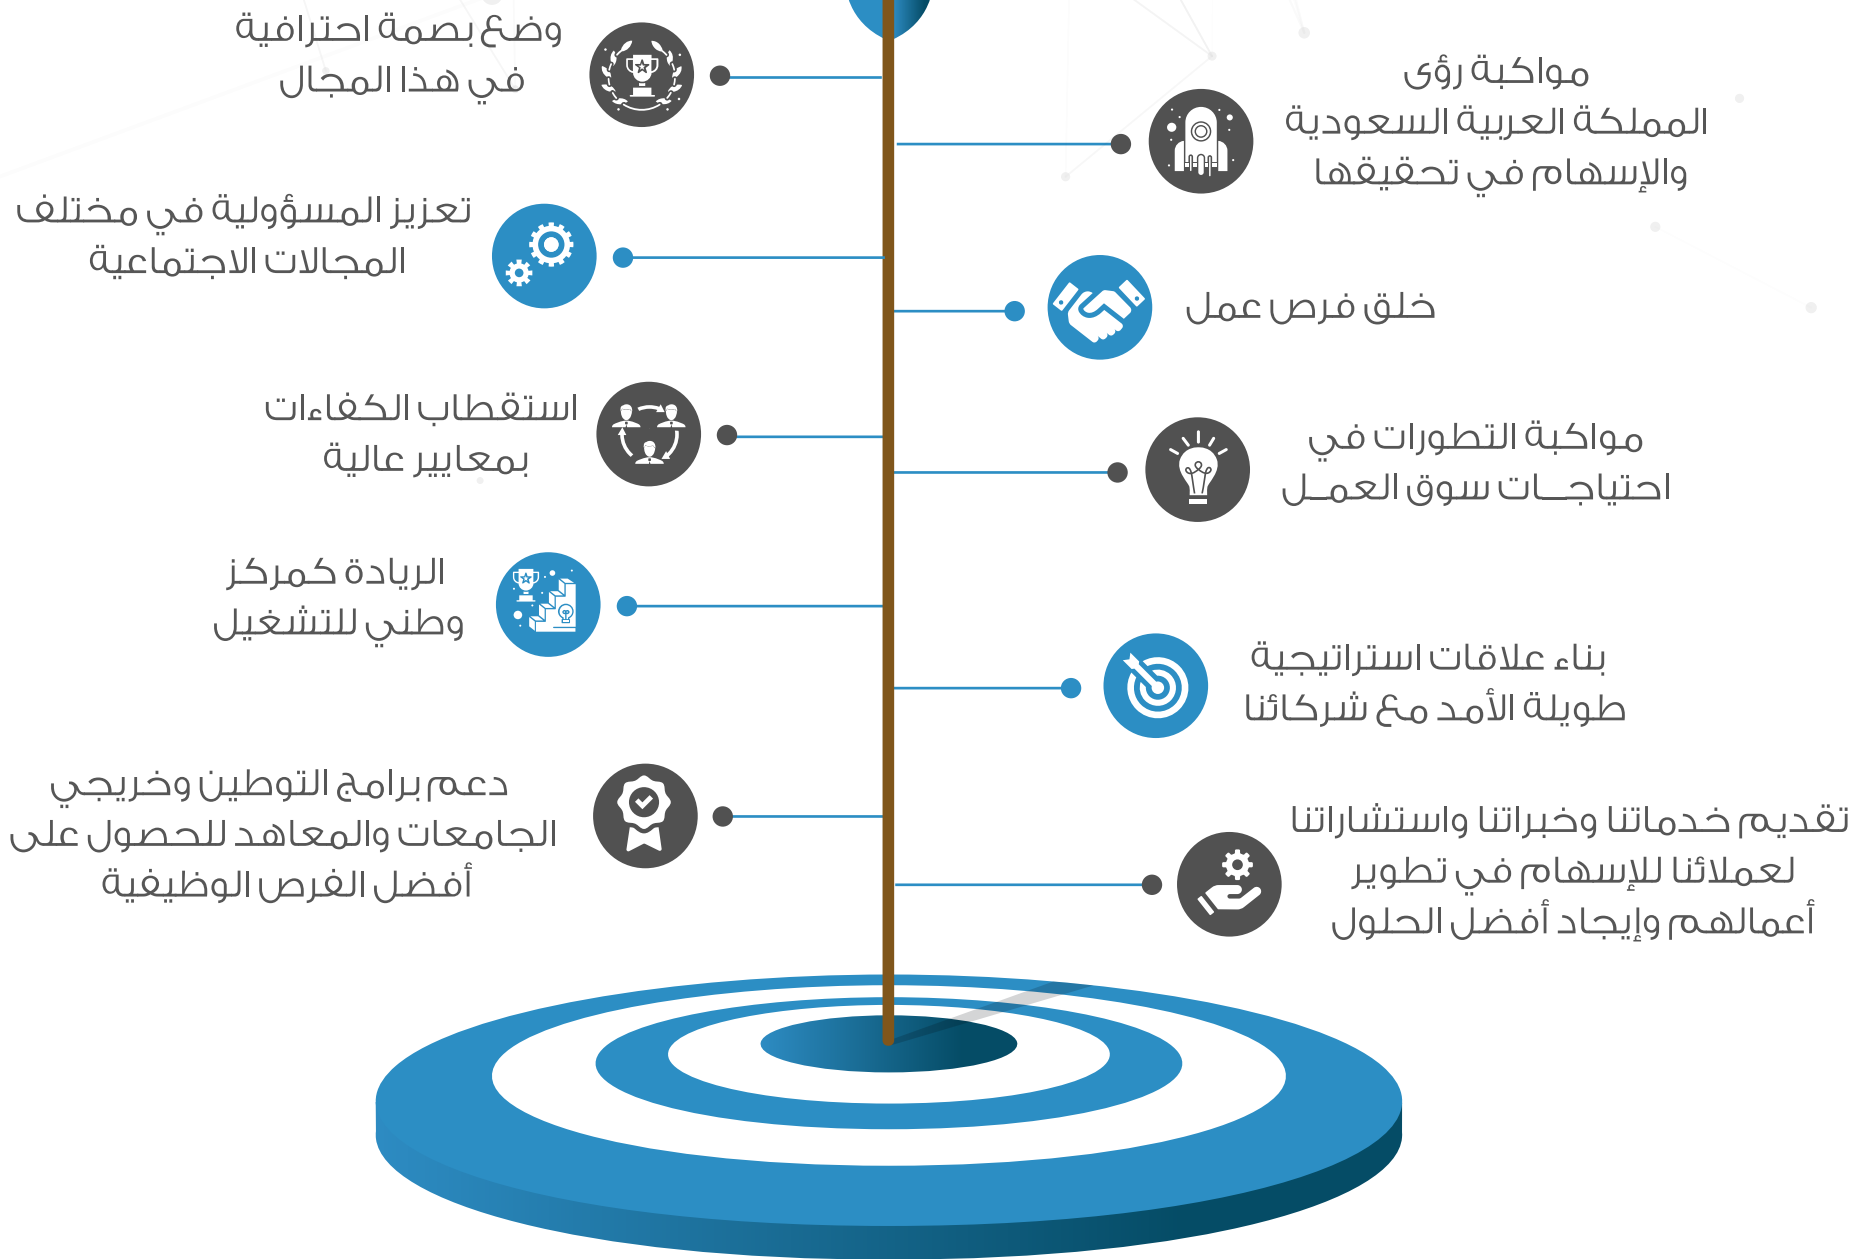 مواكبة رؤى
المملكة العربية السعودية
والإسهام في تحقيقها
خلق فرص عمل
مواكبة التطورات في
احتياجــات سوق العمــل
بناء علاقات استراتيجية
طويلة الأمد مع شركائنا
تقديم خدماتنا وخبراتنا واستشاراتنا
لعملائنا للإسهام في تطوير
أعمالهم وإيجاد أفضل الحلول
وضع بصمة احترافية
في هذا المجال
تعزيز المسؤولية في مختلف
المجالات الاجتماعية
استقطاب الكفاءات
بمعايير عالية
الريادة كمركز
وطني للتشغيل
دعم برامج التوطين وخريجي
الجامعات والمعاهد للحصول على
أفضل الفرص الوظيفية